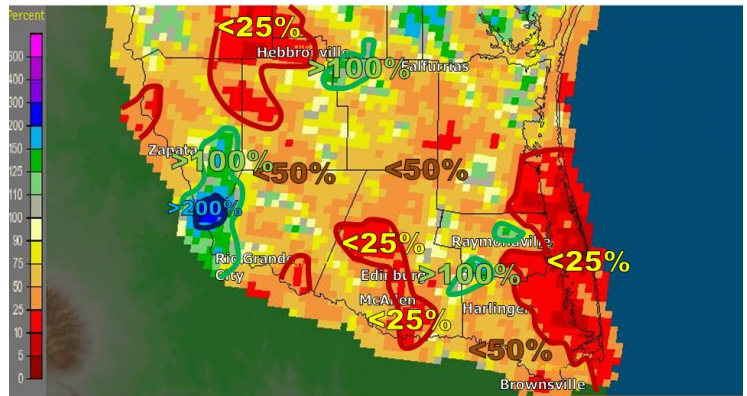 Percent
<25%
Hebbronville
>100%
Falfurrias
600
400
300
200
150
125
110
100
90
75
50
25
10
5
0
Zapata
>100%
<50%
<50%
>200%
<25%
Raymondville
<25%
Rio Grande
City
Edinburg
>100%
McAllen
<25%
Harlingen
<50%
Brownsville